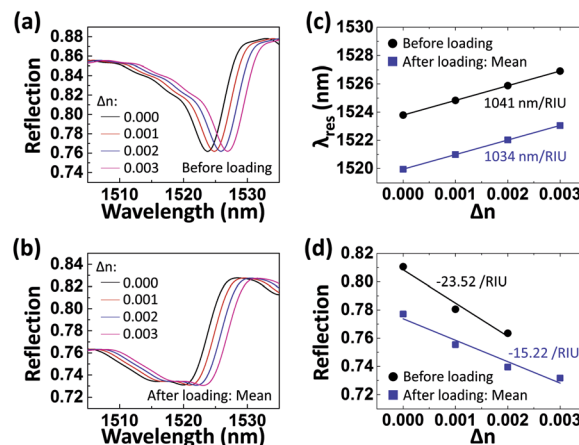 (a)
0.88
0.86
0.84
0.82
0.80
0.78
0.76
0.74
Reflection
Δn:
0.000
0.001
0.002
0.003
Before loading
1510 1520 1530
Wavelength (nm)
(b)
0.84
0.82
0.80
0.78
0.76
0.74
0.72
Reflection
Δn:
0.000
0.001
0.002
0.003
After loading: Mean
1510 1520 1530
Wavelength (nm)
(c)
1530
1528
1526
1524
1522
1520
λres (nm)
Before loading
After loading: Mean
1041 nm/RIU
1034 nm/RIU
0.000 0.001 0.002 0.003
Δn
(d)
0.82
0.80
0.78
0.76
0.74
0.72
Reflection
-23.52 /RIU
-15.22 /RIU
Before loading
After loading: Mean
0.000 0.001 0.002 0.003
Δn